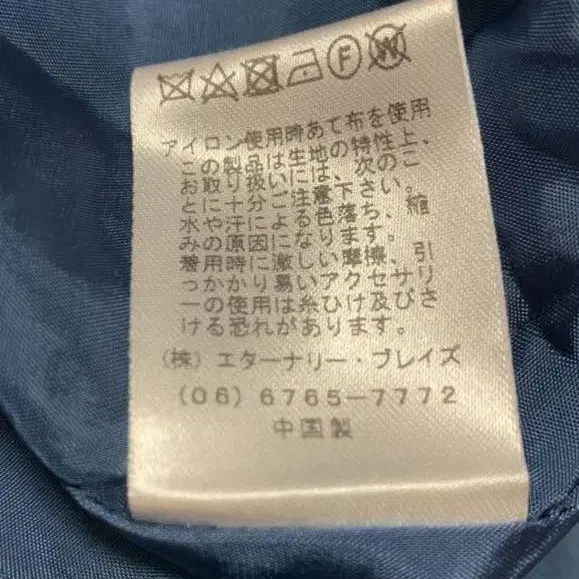 F W
アイロン使用時あて布を使用
この製品は生地の特性上、
お取り扱いには、次のこ
とに十分ご注意下さい。
水や汗による色落ち、縮
みの原因になります。
着用時に激しい摩擦、引
っかかり易いアクセサリ
ーの使用は糸ひけ及びさ
ける恐れがあります。
(株) エターナリー・ブレイズ
(06) 6765-7772
中国製